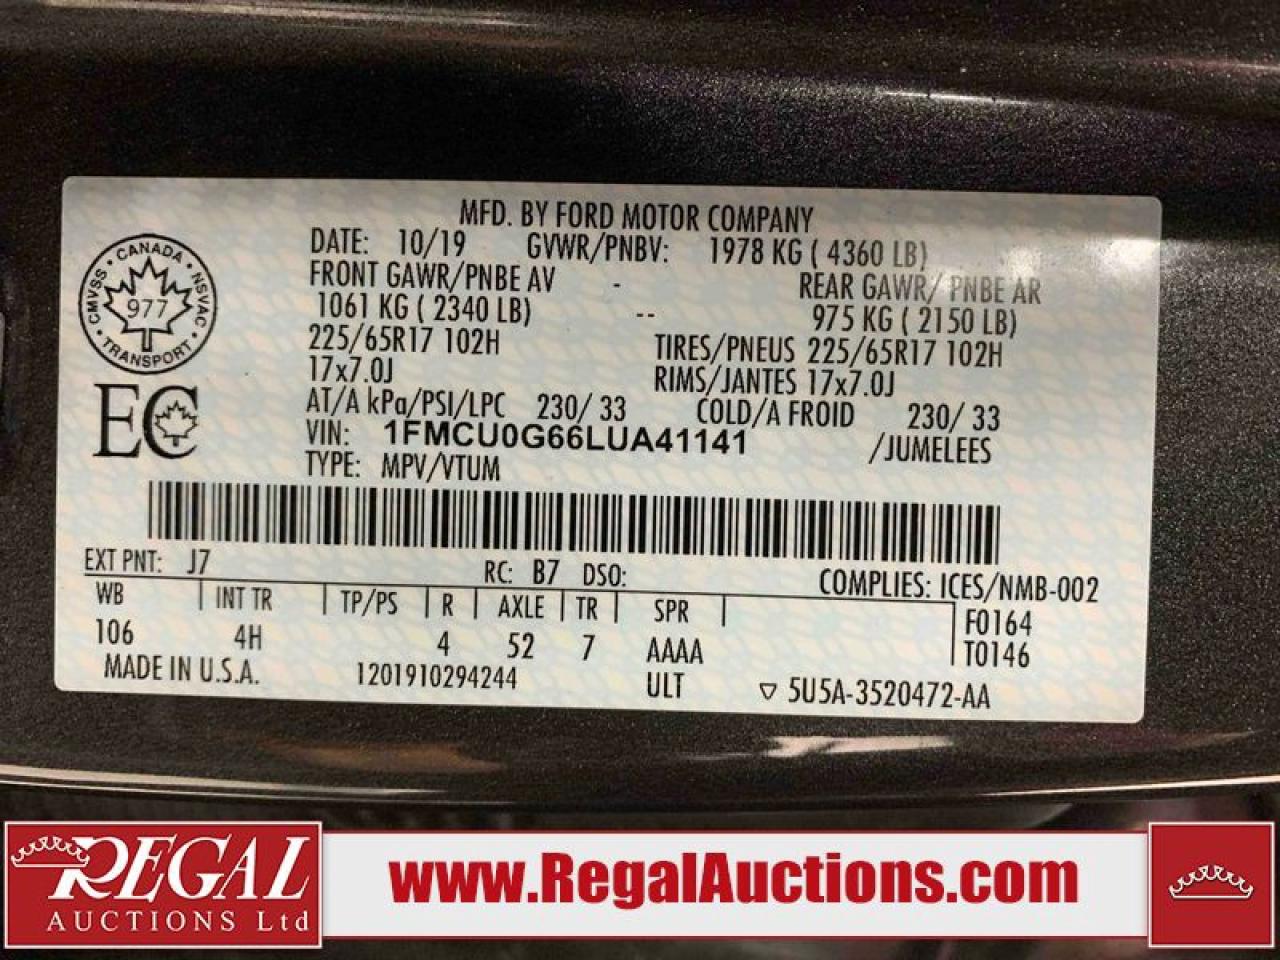 MFD. BY FORD MOTOR COMPANY
DATE: 10/19 GVWR/PNBV: 1978 KG ( 4360 LB)
FRONT GAWR/PNBE AV - REAR GAWR/ PNBE AR
1061 KG ( 2340 LB) -- 975 KG ( 2150 LB)
225/65R17 102H TIRES/PNEUS 225/65R17 102H
17x7.0J RIMS/JANTES 17x7.0J
AT/A kPa/PSI/LPC 230/ 33 COLD/A FROID 230/ 33
VIN: 1FMCU0G66LUA41141 /JUMELEES
TYPE: MPV/VTUM
CANADA
CMVSS 977 NSVAC
TRANSPORT
EC
EXT PNT: J7 RC: B7 DSO: COMPLIES: ICES/NMB-002
WB INT TR TP/PS R AXLE TR SPR F0164
106 4H 4 52 7 AAAA T0146
MADE IN U.S.A. 1201910294244 ULT ▽ 5U5A-3520472-AA
REGAL
AUCTIONS Ltd
www.RegalAuctions.com